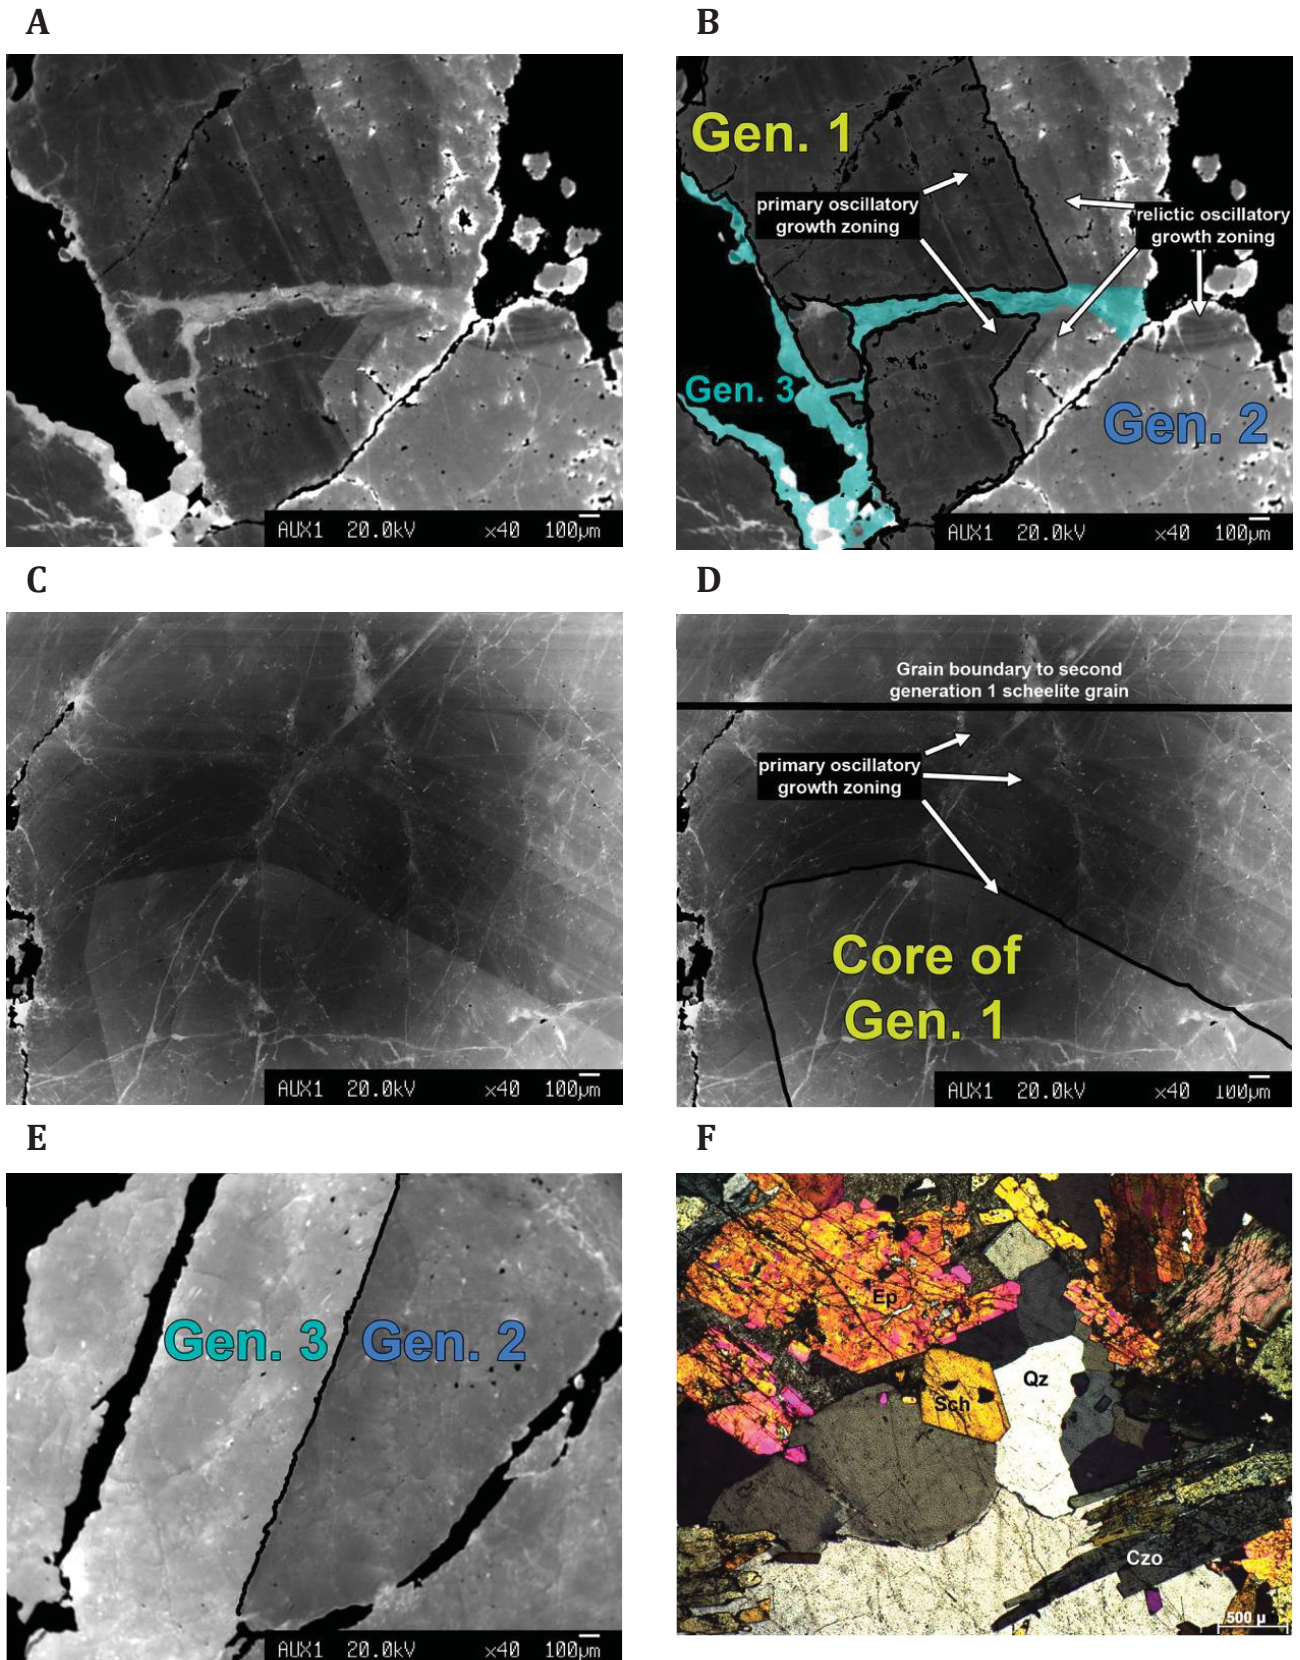 A
B
AUX1 20.0kV ×40 100µm
Gen. 1
primary oscillatory
growth zoning
relictic oscillatory
growth zoning
Gen. 3
Gen. 2
AUX1 20.0kV ×40 100µm
C
D
AUX1 20.0kV ×40 100µm
Grain boundary to second
generation 1 scheelite grain
primary oscillatory
growth zoning
Core of
Gen. 1
AUX1 20.0kV ×40 100µm
E
F
Gen. 3 Gen. 2
AUX1 20.0kV ×40 100µm
Ep
Sch
Qz
Czo
500 µ